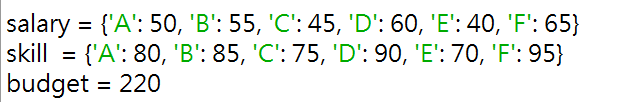 salary = {'A': 50, 'B': 55, 'C': 45, 'D': 60, 'E': 40, 'F': 65}
skill  = {'A': 80, 'B': 85, 'C': 75, 'D': 90, 'E': 70, 'F': 95}
budget = 220